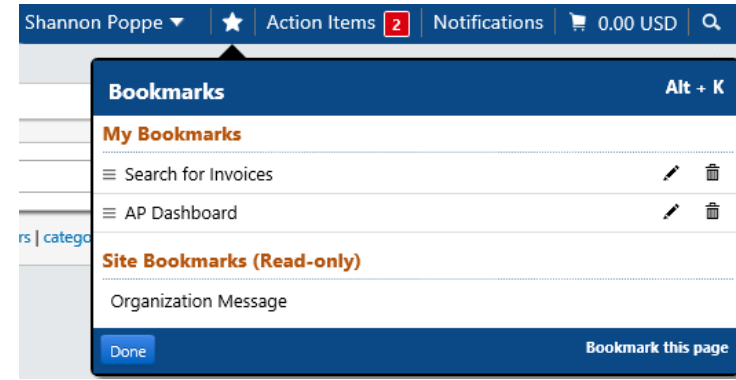 Shannon Poppe Action Items 2 Notifications 0.00 USD
Bookmarks Alt + K
My Bookmarks
Search for Invoices
AP Dashboard
rs | catego
Site Bookmarks (Read-only)
Organization Message
Done Bookmark this page